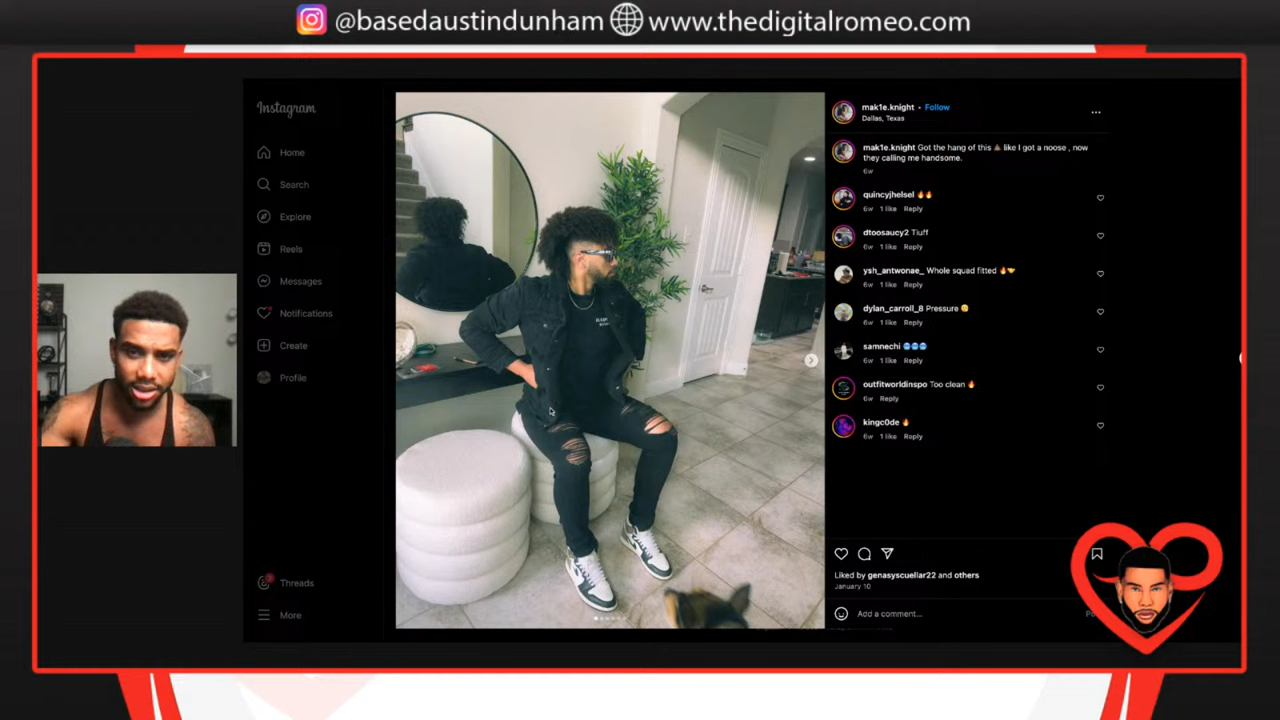 @basedaustindunham www.thedigitalromeo.com
Instagram
Home
Search
Explore
Reels
Messages
Notifications
Create
Profile
Threads
More
mak1e.knight • Follow
Dallas, Texas
mak1e.knight Got the hang of this 💩 like I got a noose , now
they calling me handsome.
6w
quincyjhelsel 🔥🔥
6w 1 like Reply
dtoosaucy2 Tiuff
6w 1 like Reply
ysh_antwonae_ Whole squad fitted 🔥🤝
6w 1 like Reply
dylan_carroll_8 Pressure 😮‍💨
6w 1 like Reply
samnechi 🥶🥶🥶
6w 1 like Reply
outfitworldinspo Too clean 🔥
6w Reply
kingc0de 🔥
6w 1 like Reply
Liked by genasyscuellar22 and others
January 10
Add a comment...